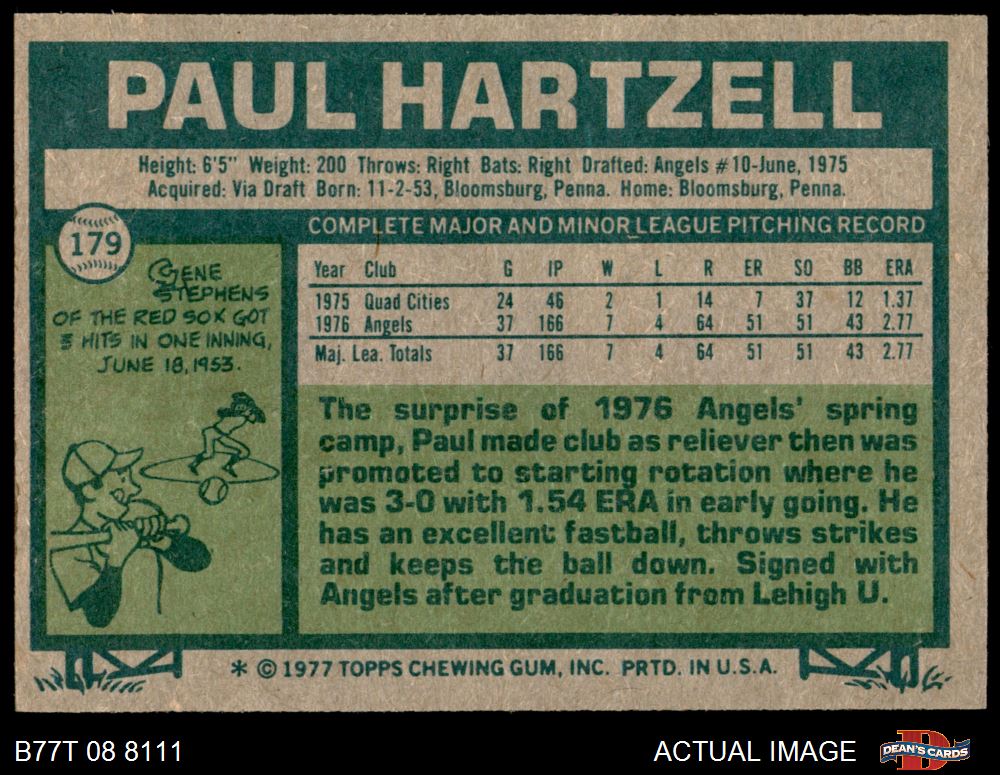 PAUL HARTZELL
Height: 6'5" Weight: 200 Throws: Right Bats: Right Drafted: Angels #10-June, 1975
Acquired: Via Draft Born: 11-2-53, Bloomsburg, Penna. Home: Bloomsburg, Penna.
179
GENE
STEPHENS
OF THE RED SOX GOT
3 HITS IN ONE INNING,
JUNE 18, 1953.
COMPLETE MAJOR AND MINOR LEAGUE PITCHING RECORD
Year Club G IP W L R ER SO BB ERA
1975 Quad Cities 24 46 2 1 14 7 37 12 1.37
1976 Angels 37 166 7 4 64 51 51 43 2.77
Maj. Lea. Totals 37 166 7 4 64 51 51 43 2.77
The surprise of 1976 Angels' spring
camp, Paul made club as reliever then was
promoted to starting rotation where he
was 3-0 with 1.54 ERA in early going. He
has an excellent fastball, throws strikes
and keeps the ball down. Signed with
Angels after graduation from Lehigh U.
* © 1977 TOPPS CHEWING GUM, INC. PRTD. IN U.S.A.
B77T 08 8111
ACTUAL IMAGE
DEAN'S CARDS